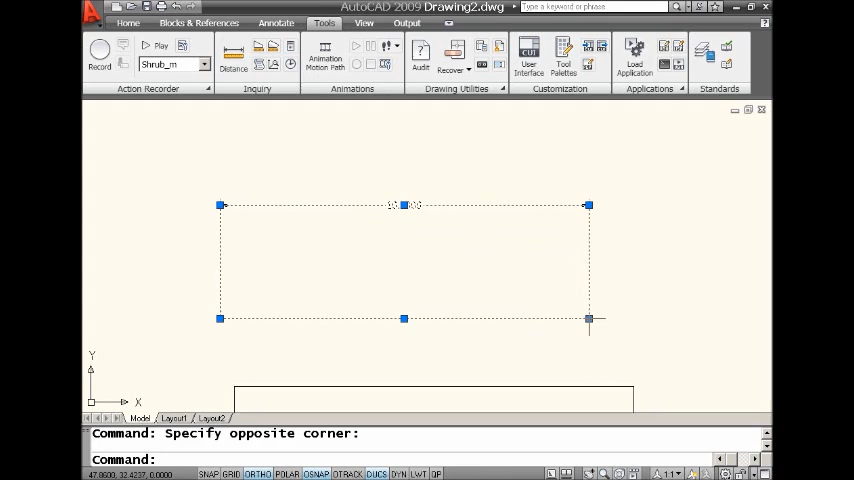 AutoCAD 2009 Drawing2.dwg
Type a keyword or phrase
Home Blocks & References Annotate Tools View Output
Record Play Shrub_m
Distance
Animation Motion Path
Audit Recover
User Interface Tool Palettes
Load Application
Action Recorder Inquiry Animations Drawing Utilities Customization Applications Standards
Y
X
Model Layout1 Layout2
Command: Specify opposite corner:
Command:
47.8600, 32.4237, 0.0000 SNAP GRID ORTHO POLAR OSNAP OTRACK DUCS DYN LWT QP 1:1